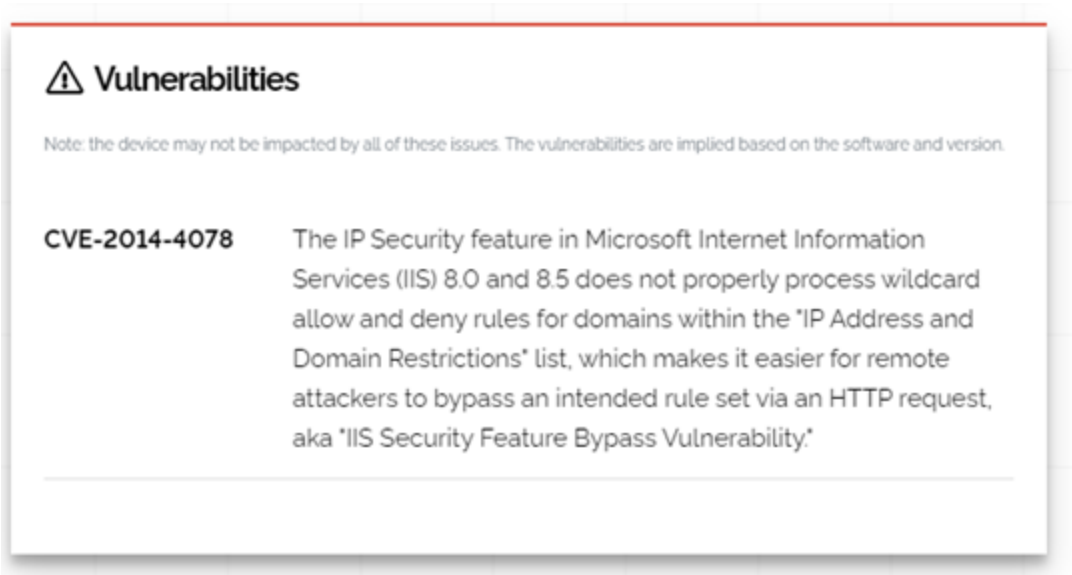 Vulnerabilities
Note: the device may not be impacted by all of these issues. The vulnerabilities are implied based on the software and version.
CVE-2014-4078 The IP Security feature in Microsoft Internet Information
Services (IIS) 8.0 and 8.5 does not properly process wildcard
allow and deny rules for domains within the "IP Address and
Domain Restrictions" list, which makes it easier for remote
attackers to bypass an intended rule set via an HTTP request,
aka "IIS Security Feature Bypass Vulnerability."